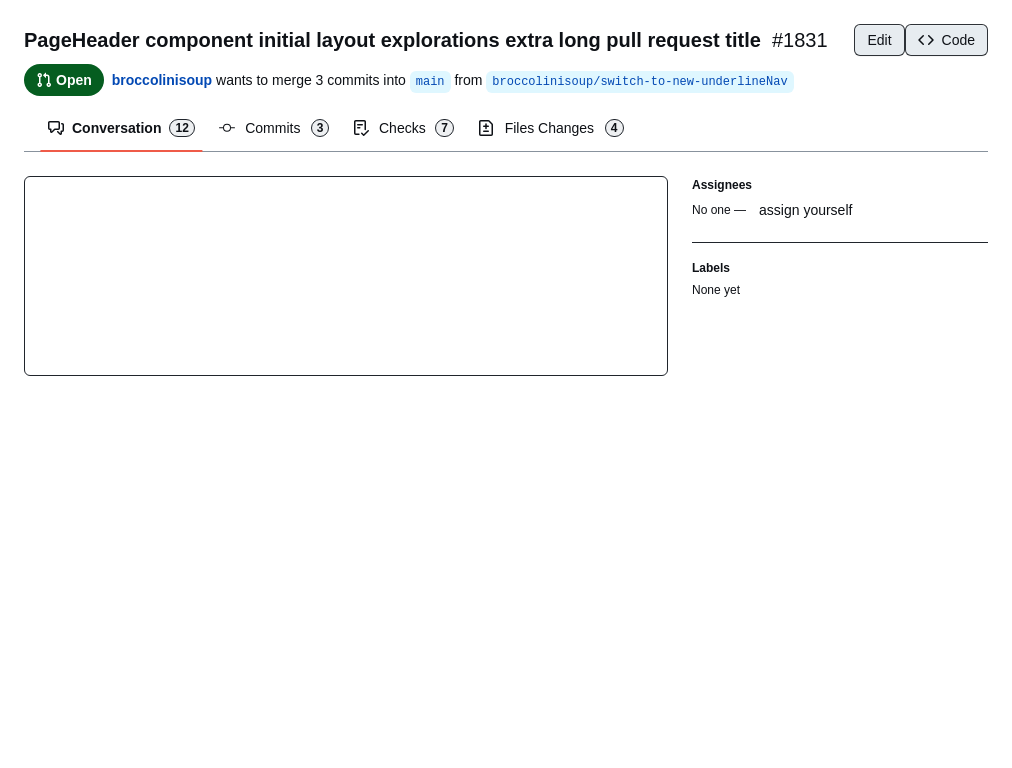 PageHeader component initial layout explorations extra long pull request title #1831 Edit Code
Open broccolinisoup wants to merge 3 commits into main from broccolinisoup/switch-to-new-underlineNav
Conversation 12 Commits 3 Checks 7 Files Changes 4
Assignees
No one — assign yourself
Labels
None yet